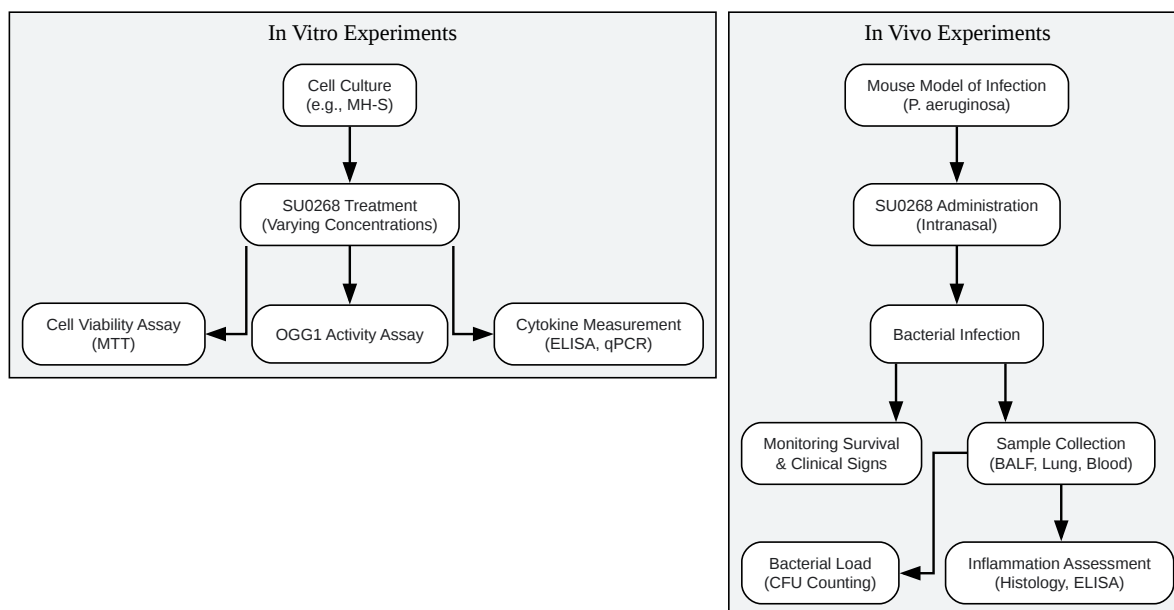 In Vitro Experiments
Cell Culture
(e.g., MH-S)
SU0268 Treatment
(Varying Concentrations)
Cell Viability Assay
(MTT)
OGG1 Activity Assay
Cytokine Measurement
(ELISA, qPCR)
In Vivo Experiments
Mouse Model of Infection
(P. aeruginosa)
SU0268 Administration
(Intranasal)
Bacterial Infection
Monitoring Survival
& Clinical Signs
Sample Collection
(BALF, Lung, Blood)
Bacterial Load
(CFU Counting)
Inflammation Assessment
(Histology, ELISA)